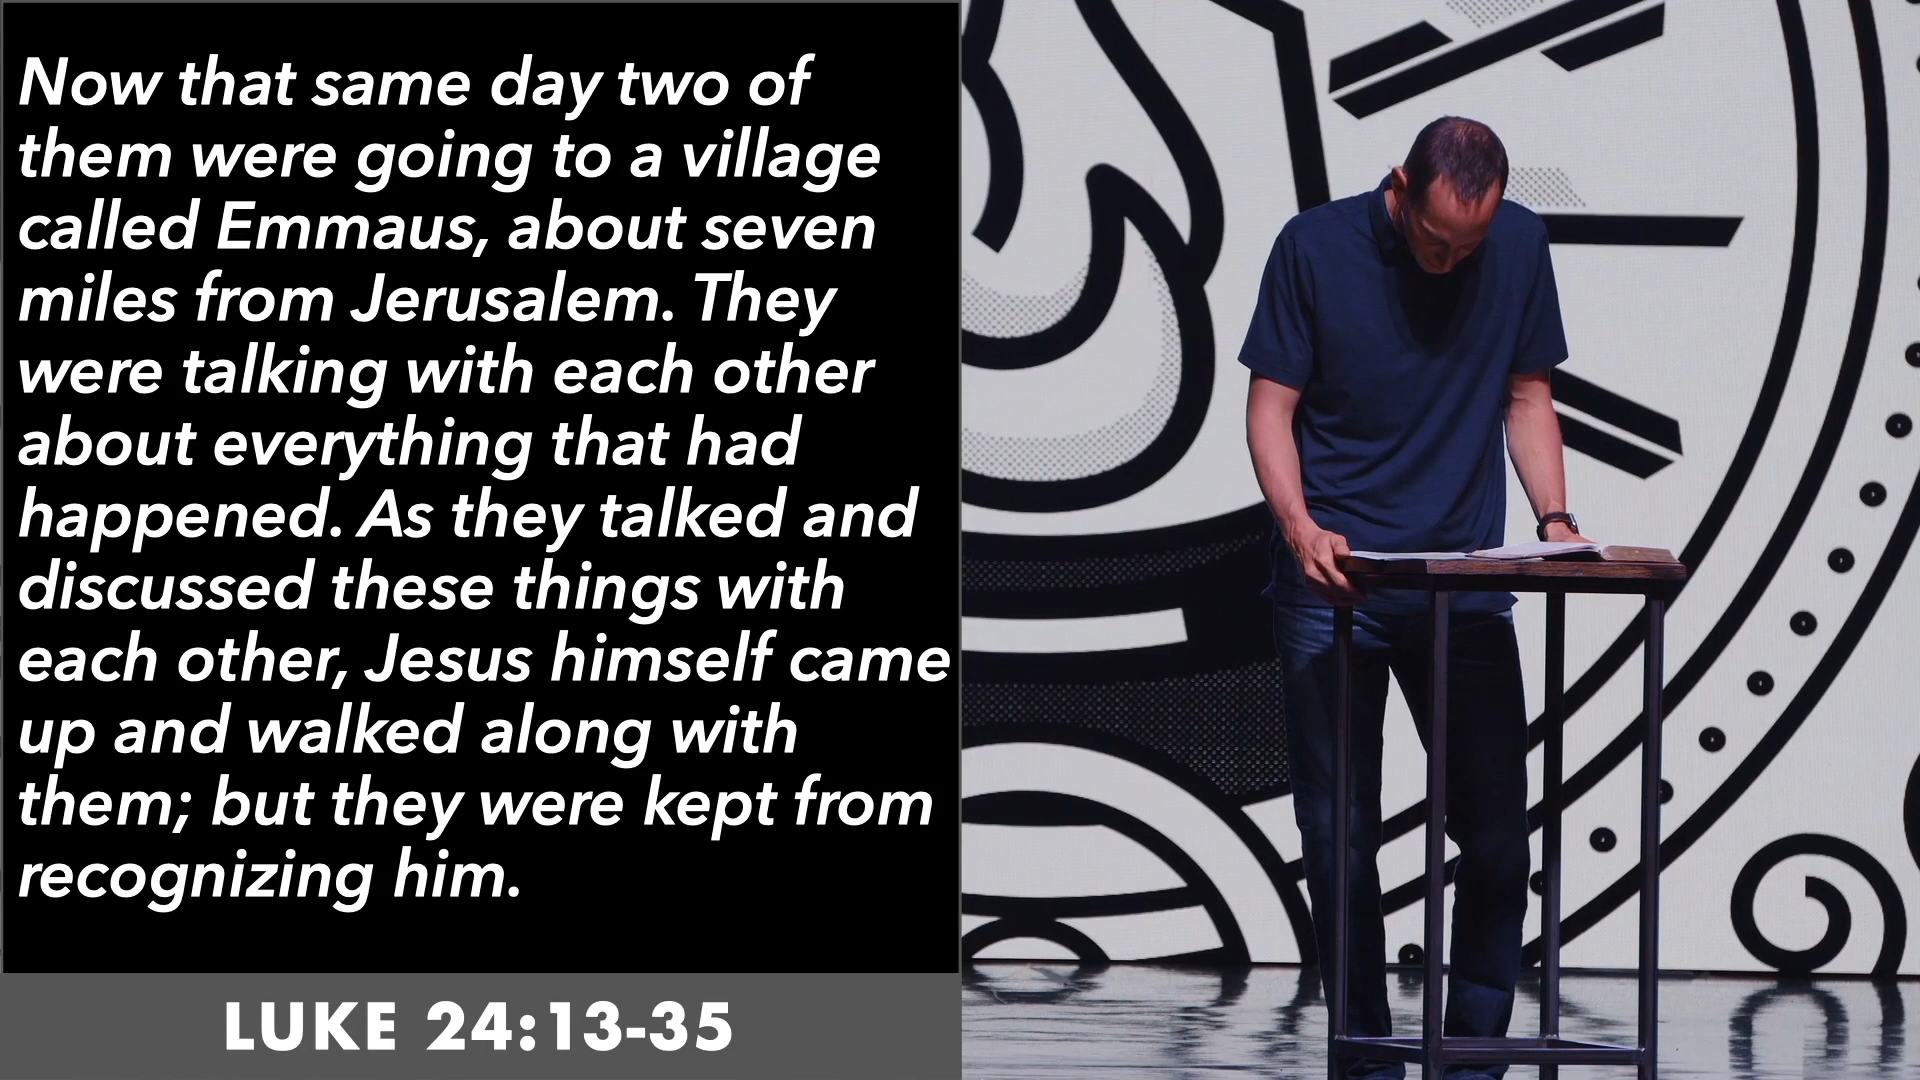 Now that same day two of
them were going to a village
called Emmaus, about seven
miles from Jerusalem. They
were talking with each other
about everything that had
happened. As they talked and
discussed these things with
each other, Jesus himself came
up and walked along with
them; but they were kept from
recognizing him.
LUKE 24:13-35